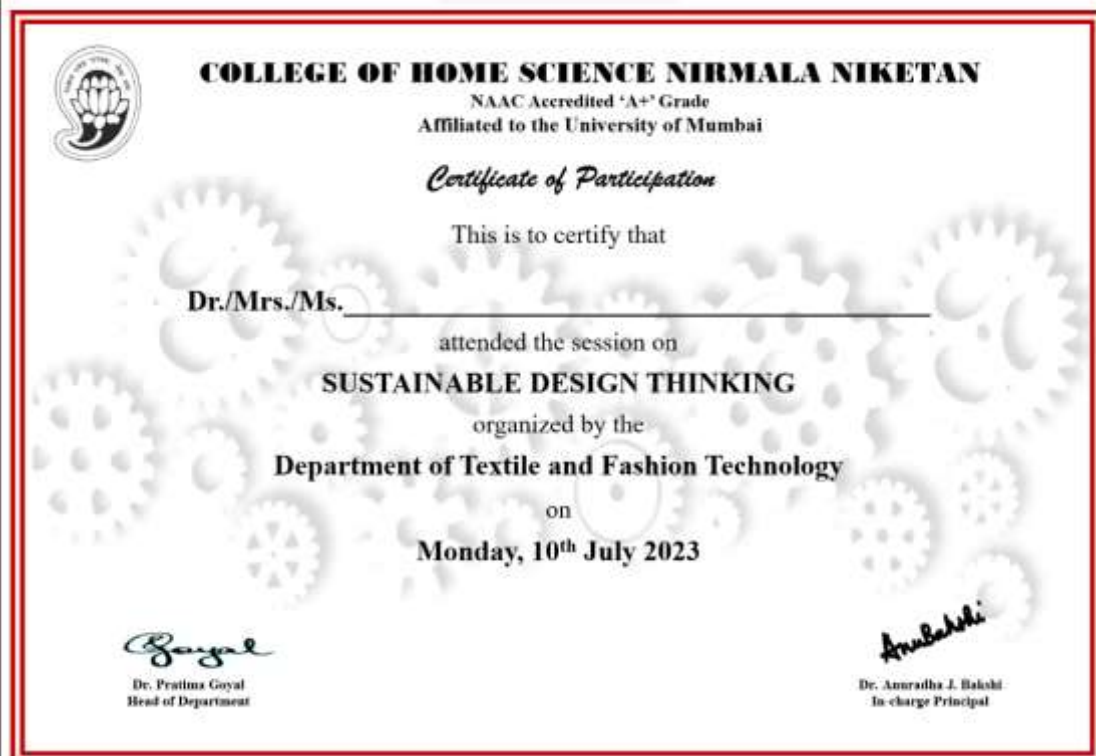 COLLEGE OF HOME SCIENCE NIRMALA NIKETAN
NAAC Accredited ‘A+’ Grade
Affiliated to the University of Mumbai
Certificate of Participation
This is to certify that
Dr./Mrs./Ms.
attended the session on
SUSTAINABLE DESIGN THINKING
organized by the
Department of Textile and Fashion Technology
on
Monday, 10th July 2023
Goyal
AnuBakshi
Dr. Pratima Goyal
Head of Department
Dr. Anuradha J. Bakshi
In-charge Principal